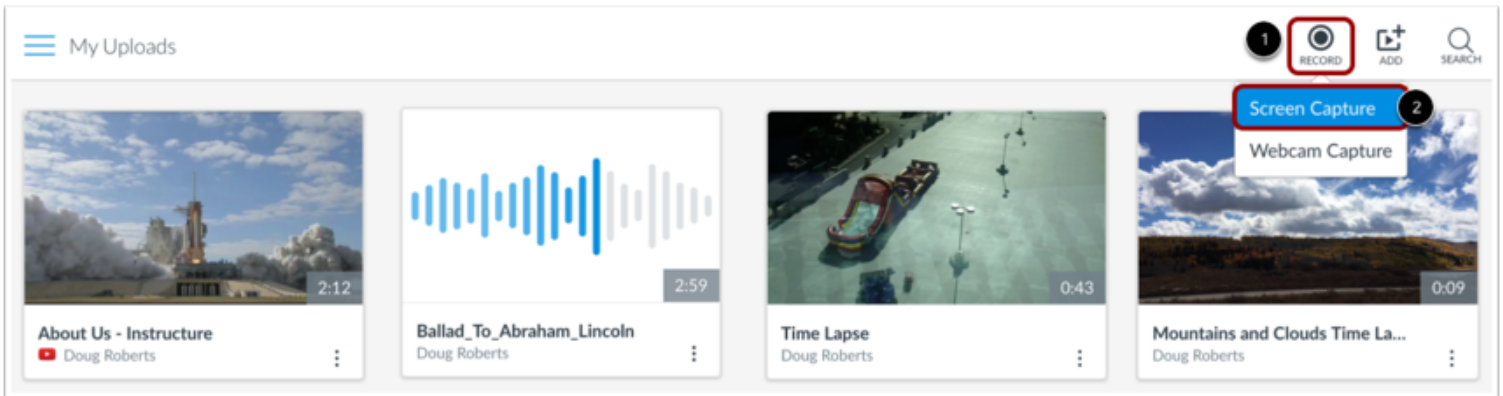 My Uploads
1
RECORD
ADD
SEARCH
Screen Capture
2
Webcam Capture
2:12
2:59
0:43
0:09
About Us - Instructure
Doug Roberts
Ballad_To_Abraham_Lincoln
Doug Roberts
Time Lapse
Doug Roberts
Mountains and Clouds Time La...
Doug Roberts